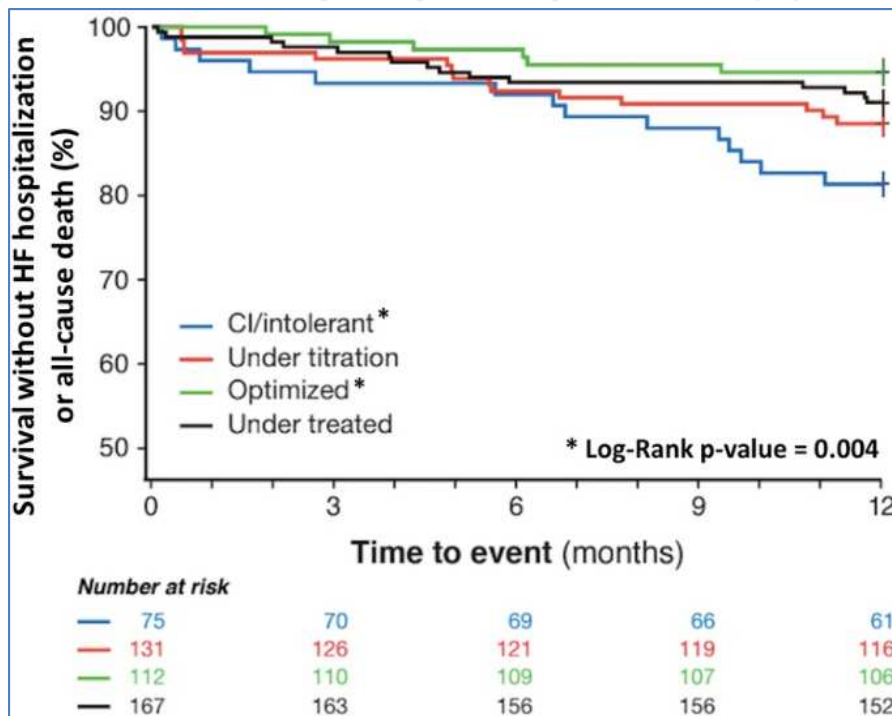 Survival without HF hospitalization
or all-cause death (%)
100
90
80
70
60
50
CI/intolerant*
Under titration
Optimized*
Under treated
* Log-Rank p-value = 0.004
0 3 6 9 12
Time to event (months)
Number at risk
75 70 69 66 61
131 126 121 119 116
112 110 109 107 106
167 163 156 156 152